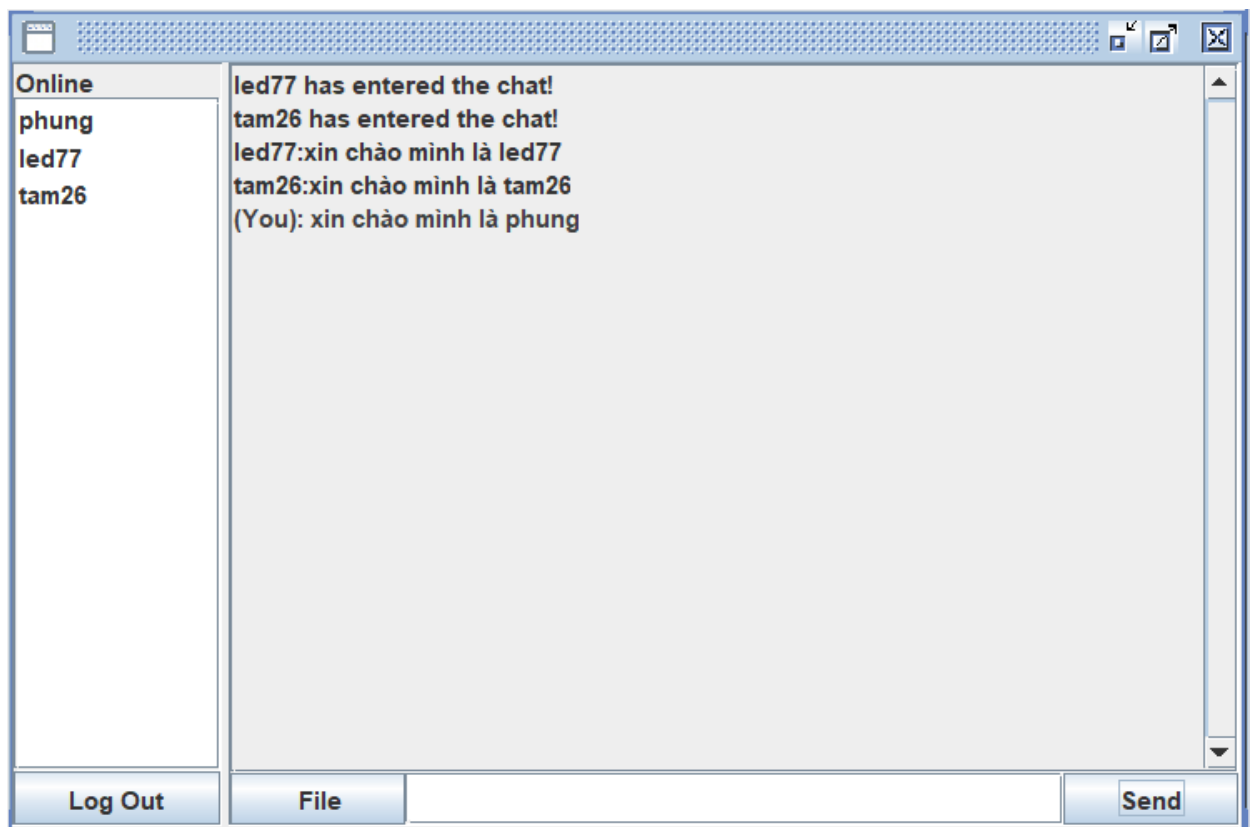 Online
phung
led77
tam26
led77 has entered the chat!
tam26 has entered the chat!
led77:xin chào mình là led77
tam26:xin chào mình là tam26
(You): xin chào mình là phung
Log Out
File
Send